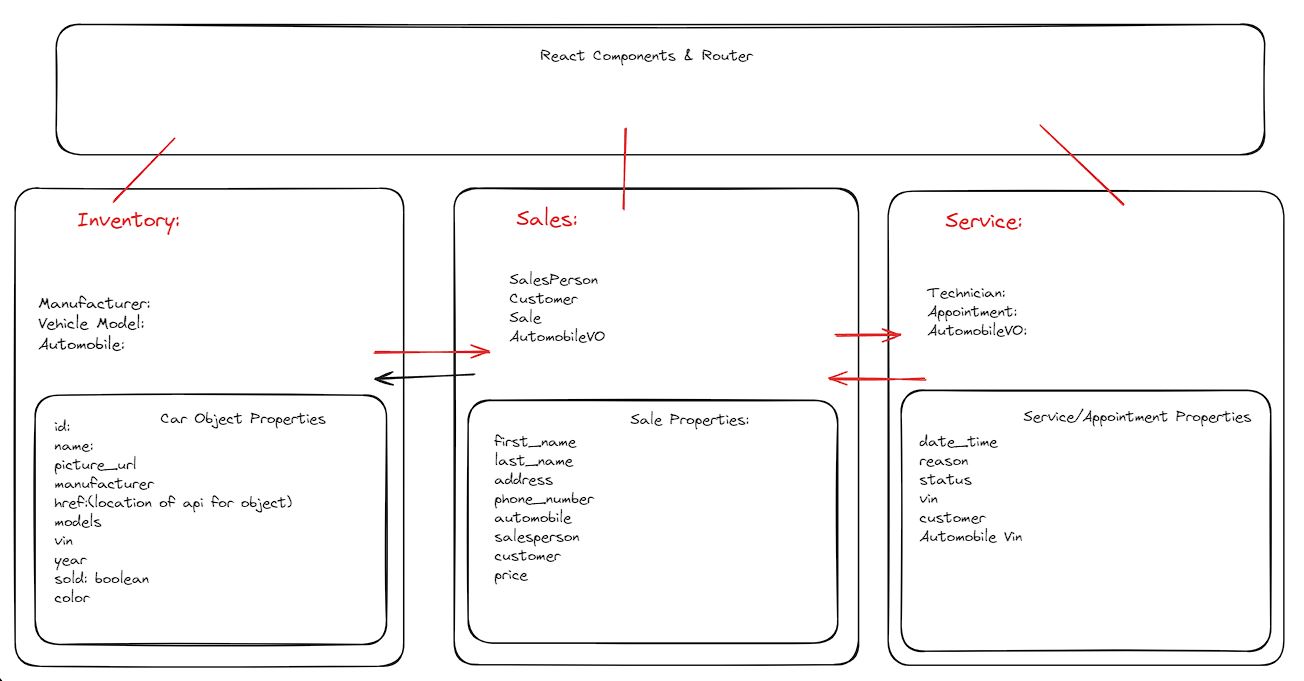 React Components & Router
Inventory:
Manufacturer:
Vehicle Model:
Automobile:
Car Object Properties
id:
name:
picture_url
manufacturer
href:(location of api for object)
models
vin
year
sold: boolean
color
Sales:
SalesPerson
Customer
Sale
AutomobileVO
Sale Properties:
first_name
last_name
address
phone_number
automobile
salesperson
customer
price
Service:
Technician:
Appointment:
AutomobileVO:
Service/Appointment Properties
date_time
reason
status
vin
customer
Automobile Vin